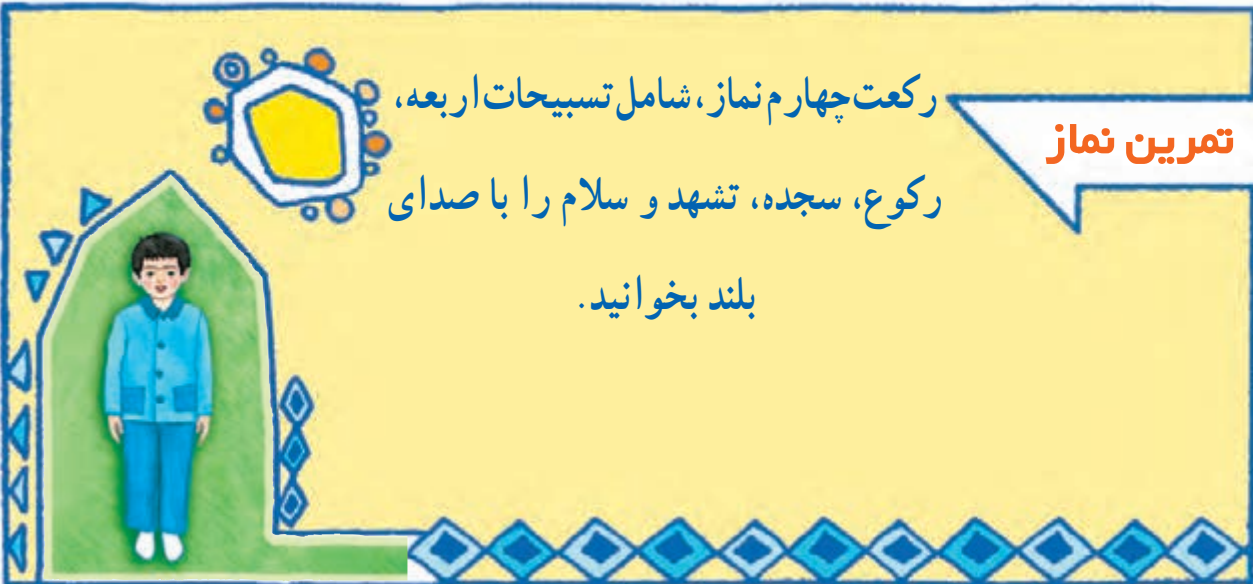 تمرین نماز
رکعت چهارم نماز، شامل تسبیحات اربعه،
رکوع، سجده، تشهد و سلام را با صدای
بلند بخوانید.